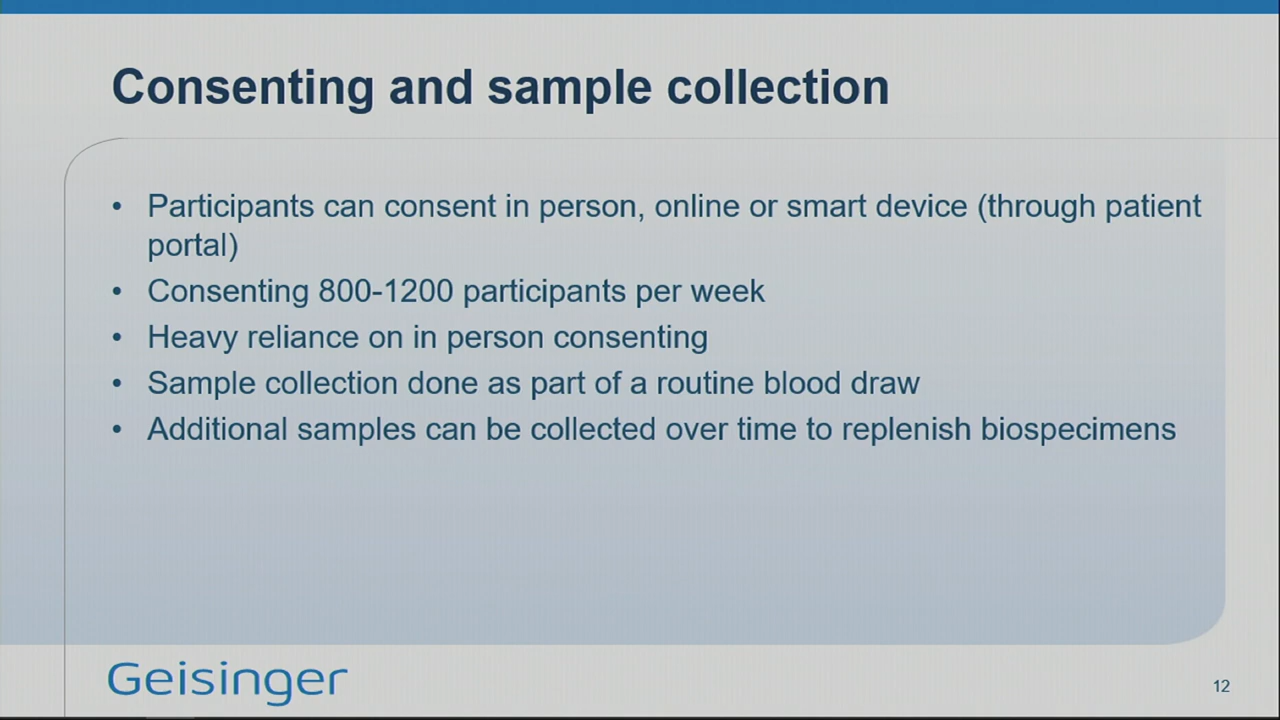 Consenting and sample collection
• Participants can consent in person, online or smart device (through patient
portal)
• Consenting 800-1200 participants per week
• Heavy reliance on in person consenting
• Sample collection done as part of a routine blood draw
• Additional samples can be collected over time to replenish biospecimens
Geisinger
12